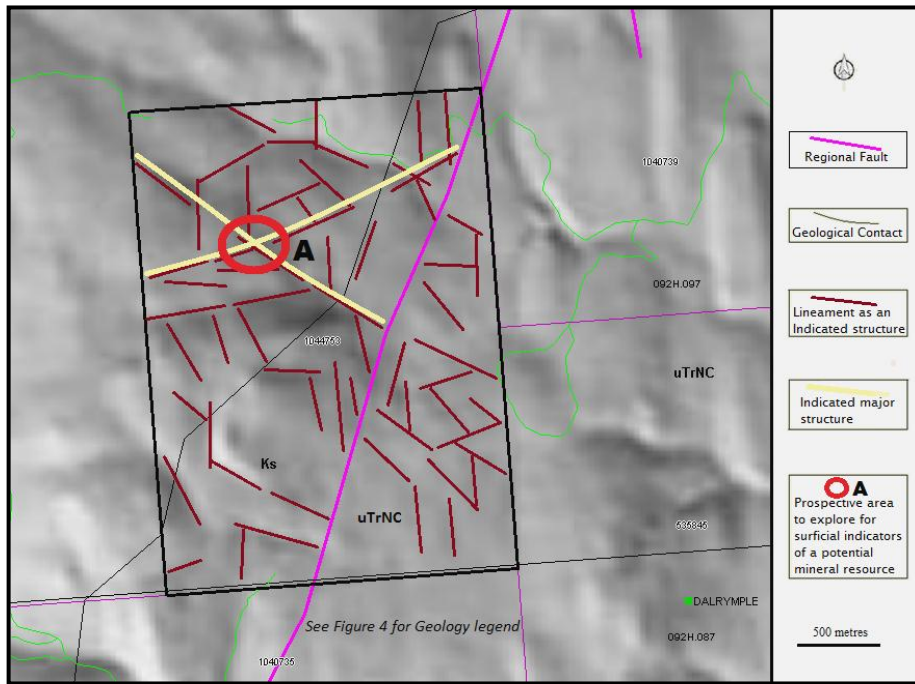 1040739
092H.097
A
1044753
uTrNC
Ks
uTrNC
535845
DALRYMPLE
See Figure 4 for Geology legend
092H.087
1040735
Regional Fault
Geological Contact
Lineament as an
Indicated structure
Indicated major
structure
A
Prospective area
to explore for
surficial indicators
of a potential
mineral resource
500 metres